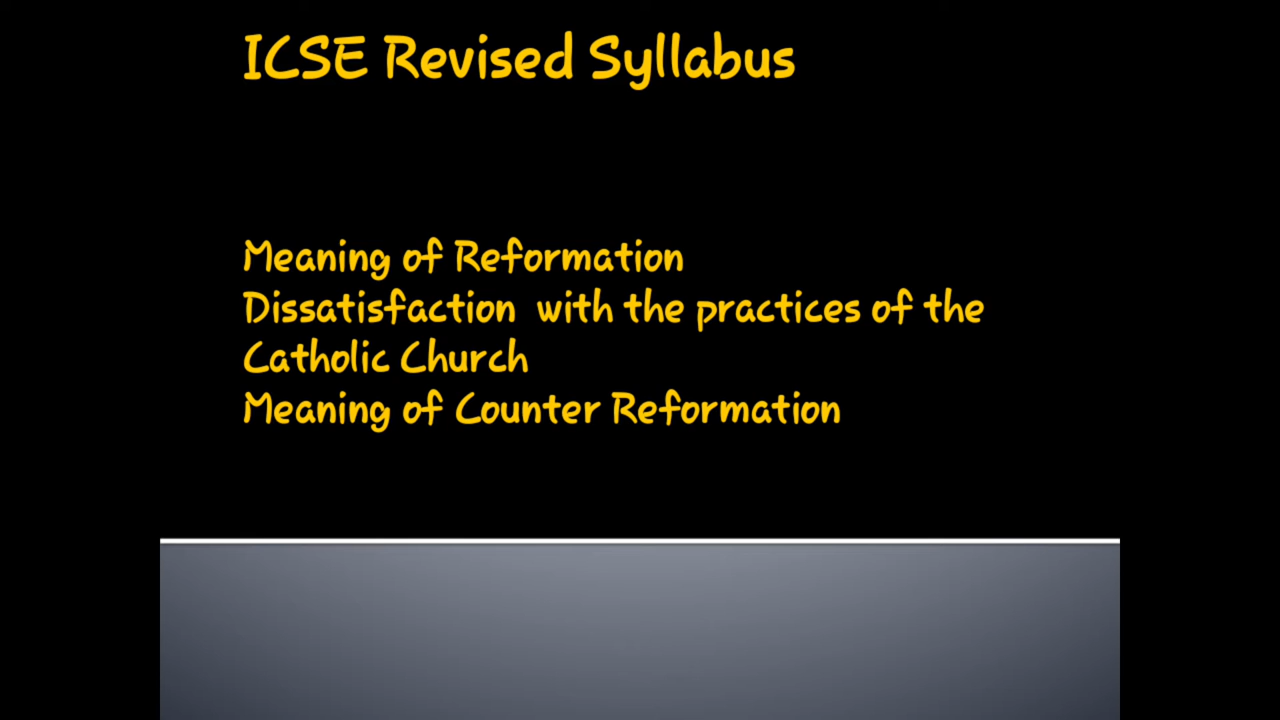 ICSE Revised Syllabus
Meaning of Reformation
Dissatisfaction with the practices of the
Catholic Church
Meaning of Counter Reformation